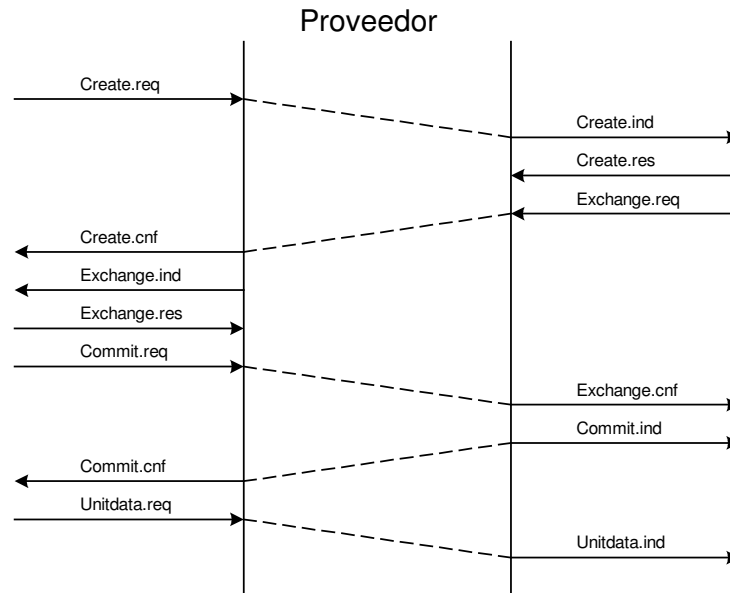 Proveedor
Create.req
Create.ind
Create.res
Exchange.req
Create.cnf
Exchange.ind
Exchange.res
Commit.req
Exchange.cnf
Commit.ind
Commit.cnf
Unitdata.req
Unitdata.ind